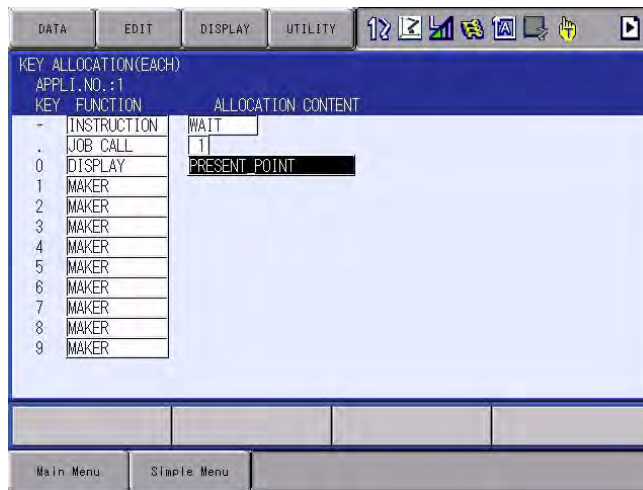 DATA EDIT DISPLAY UTILITY
KEY ALLOCATION(EACH)
APPLI.NO.:1
KEY FUNCTION ALLOCATION CONTENT
- INSTRUCTION WAIT
. JOB CALL 1
0 DISPLAY PRESENT_POINT
1 MAKER
2 MAKER
3 MAKER
4 MAKER
5 MAKER
6 MAKER
7 MAKER
8 MAKER
9 MAKER
Main Menu Simple Menu